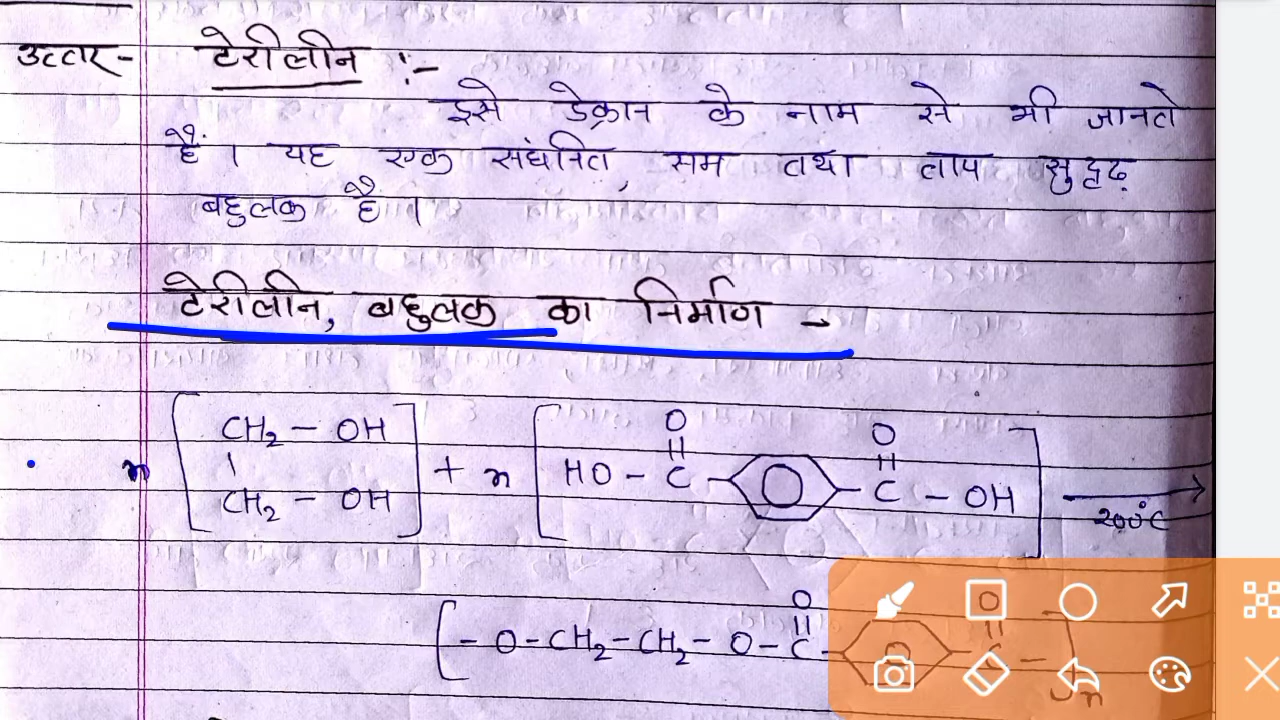 उत्तर- टेरीलीन :-
इसे डेक्रान के नाम से भी जानते
है। यह एक संघनित, सम तथा ताप सुदृढ़
बहुलक है।
टेरीलीन, बहुलक का निर्माण -
O O
|| ||
n [ CH2 - OH ] + n [ HO - C - - C - OH ] 200°C →
|
CH2 - OH
O O
|| ||
[ - O - CH2 - CH2 - O - C - - C - ]n